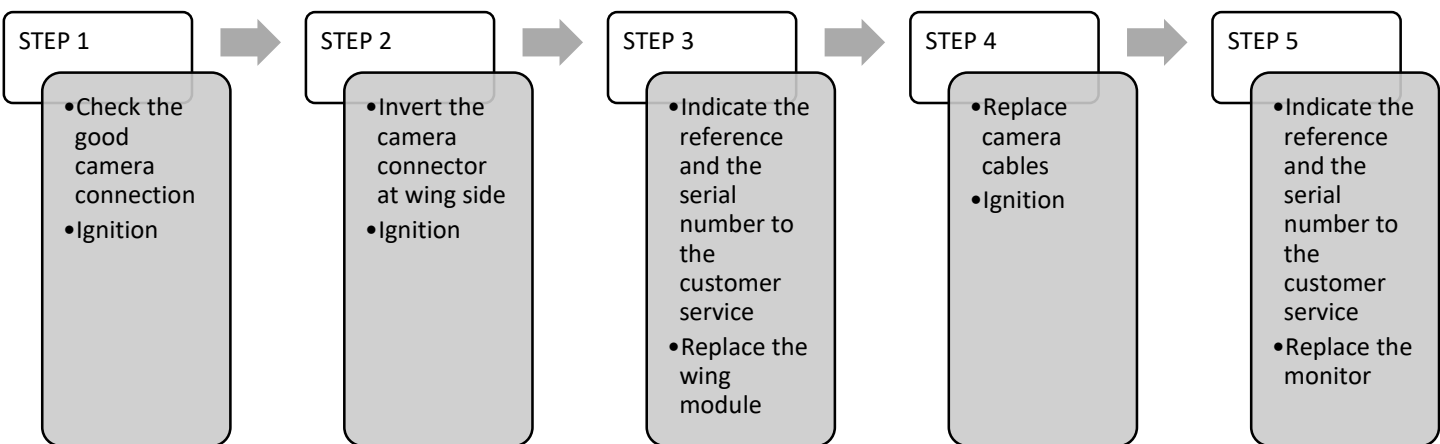 STEP 1
•Check the
good
camera
connection
•Ignition
STEP 2
•Invert the
camera
connector
at wing side
•Ignition
STEP 3
•Indicate the
reference
and the
serial
number to
the
customer
service
•Replace the
wing
module
STEP 4
•Replace
camera
cables
•Ignition
STEP 5
•Indicate the
reference
and the
serial
number to
the
customer
service
•Replace the
monitor